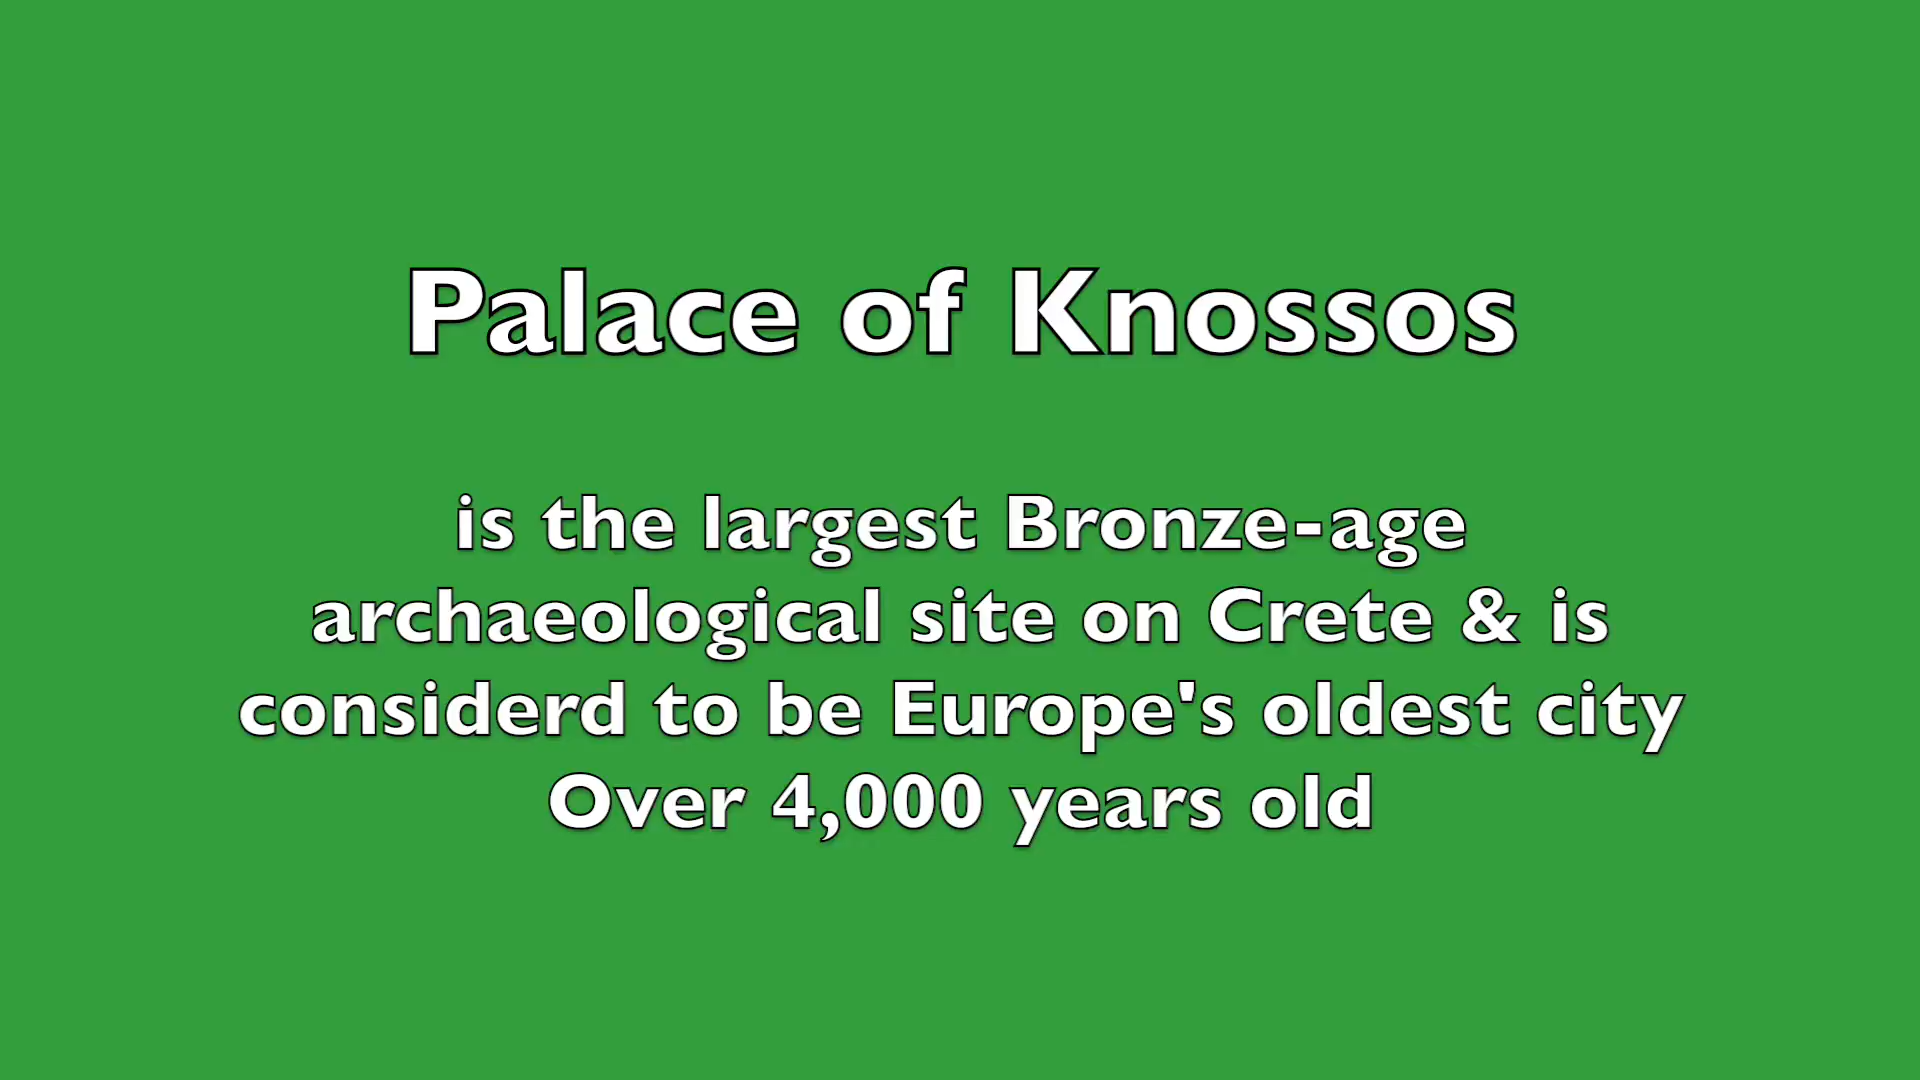 Palace of Knossos
is the largest Bronze-age
archaeological site on Crete & is
considerd to be Europe's oldest city
Over 4,000 years old